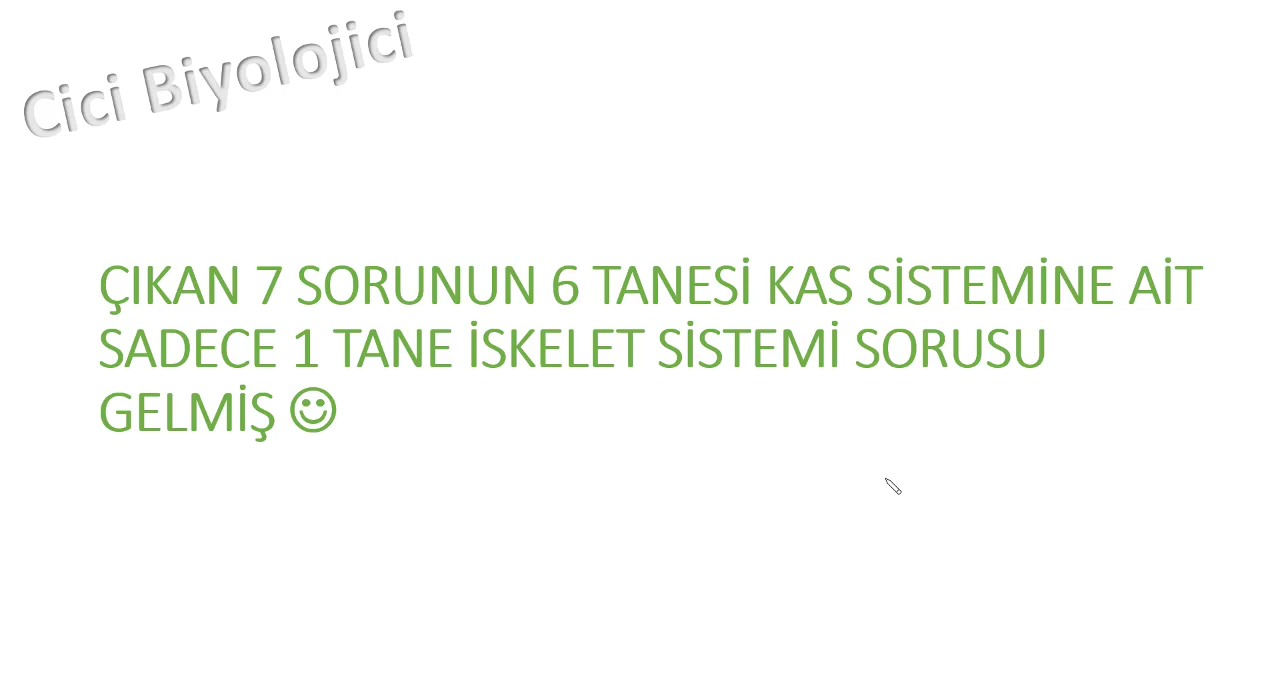 Cici Biyolojici
ÇIKAN 7 SORUNUN 6 TANESİ KAS SİSTEMİNE AİT
SADECE 1 TANE İSKELET SİSTEMİ SORUSU
GELMİŞ ☺